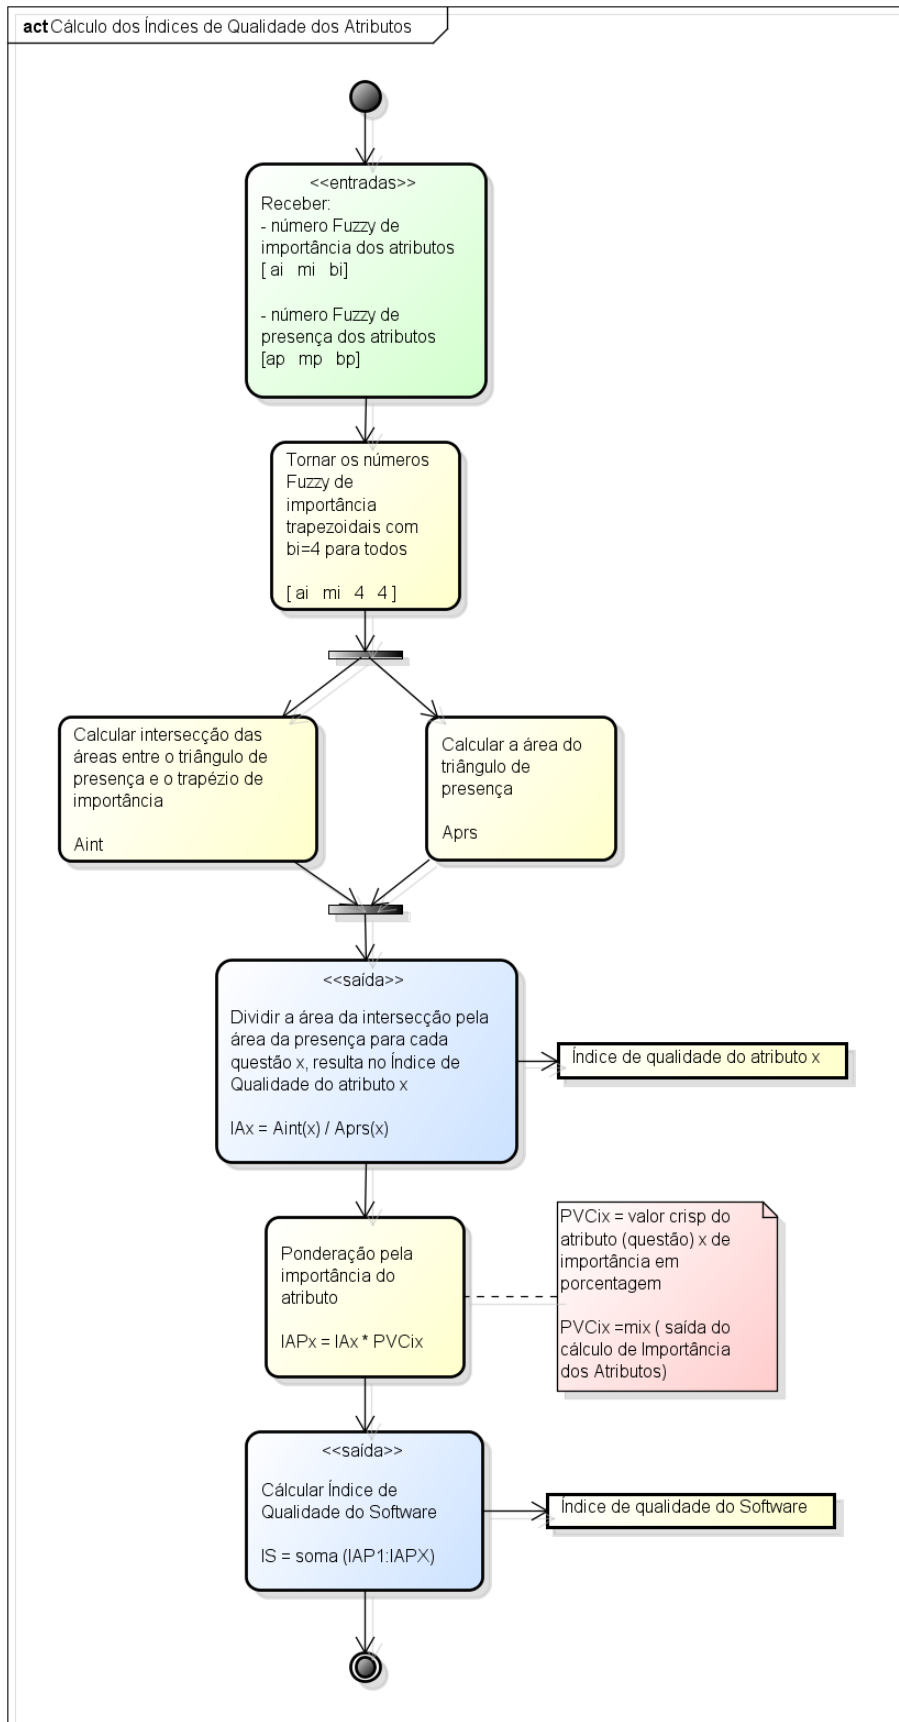 act Cálculo dos Índices de Qualidade dos Atributos
<<entradas>>
Receber:
- número Fuzzy de
importância dos atributos
[ ai mi bi]
- número Fuzzy de
presença dos atributos
[ap mp bp]
Tornar os números
Fuzzy de
importância
trapezoidais com
bi=4 para todos
[ ai mi 4 4 ]
Calcular intersecção das
áreas entre o triângulo de
presença e o trapézio de
importância
Aint
Calcular a área do
triângulo de
presença
Aprs
<<saída>>
Dividir a área da intersecção pela
área da presença para cada
questão x, resulta no Índice de
Qualidade do atributo x
IAx = Aint(x) / Aprs(x)
Índice de qualidade do atributo x
Ponderação pela
importância do
atributo
IAPx = IAx * PVCix
PVCix = valor crisp do
atributo (questão) x de
importância em
porcentagem
PVCix =mix ( saída do
cálculo de Importância
dos Atributos)
<<saída>>
Cálcular Índice de
Qualidade do Software
IS = soma (IAP1:IAPX)
Índice de qualidade do Software